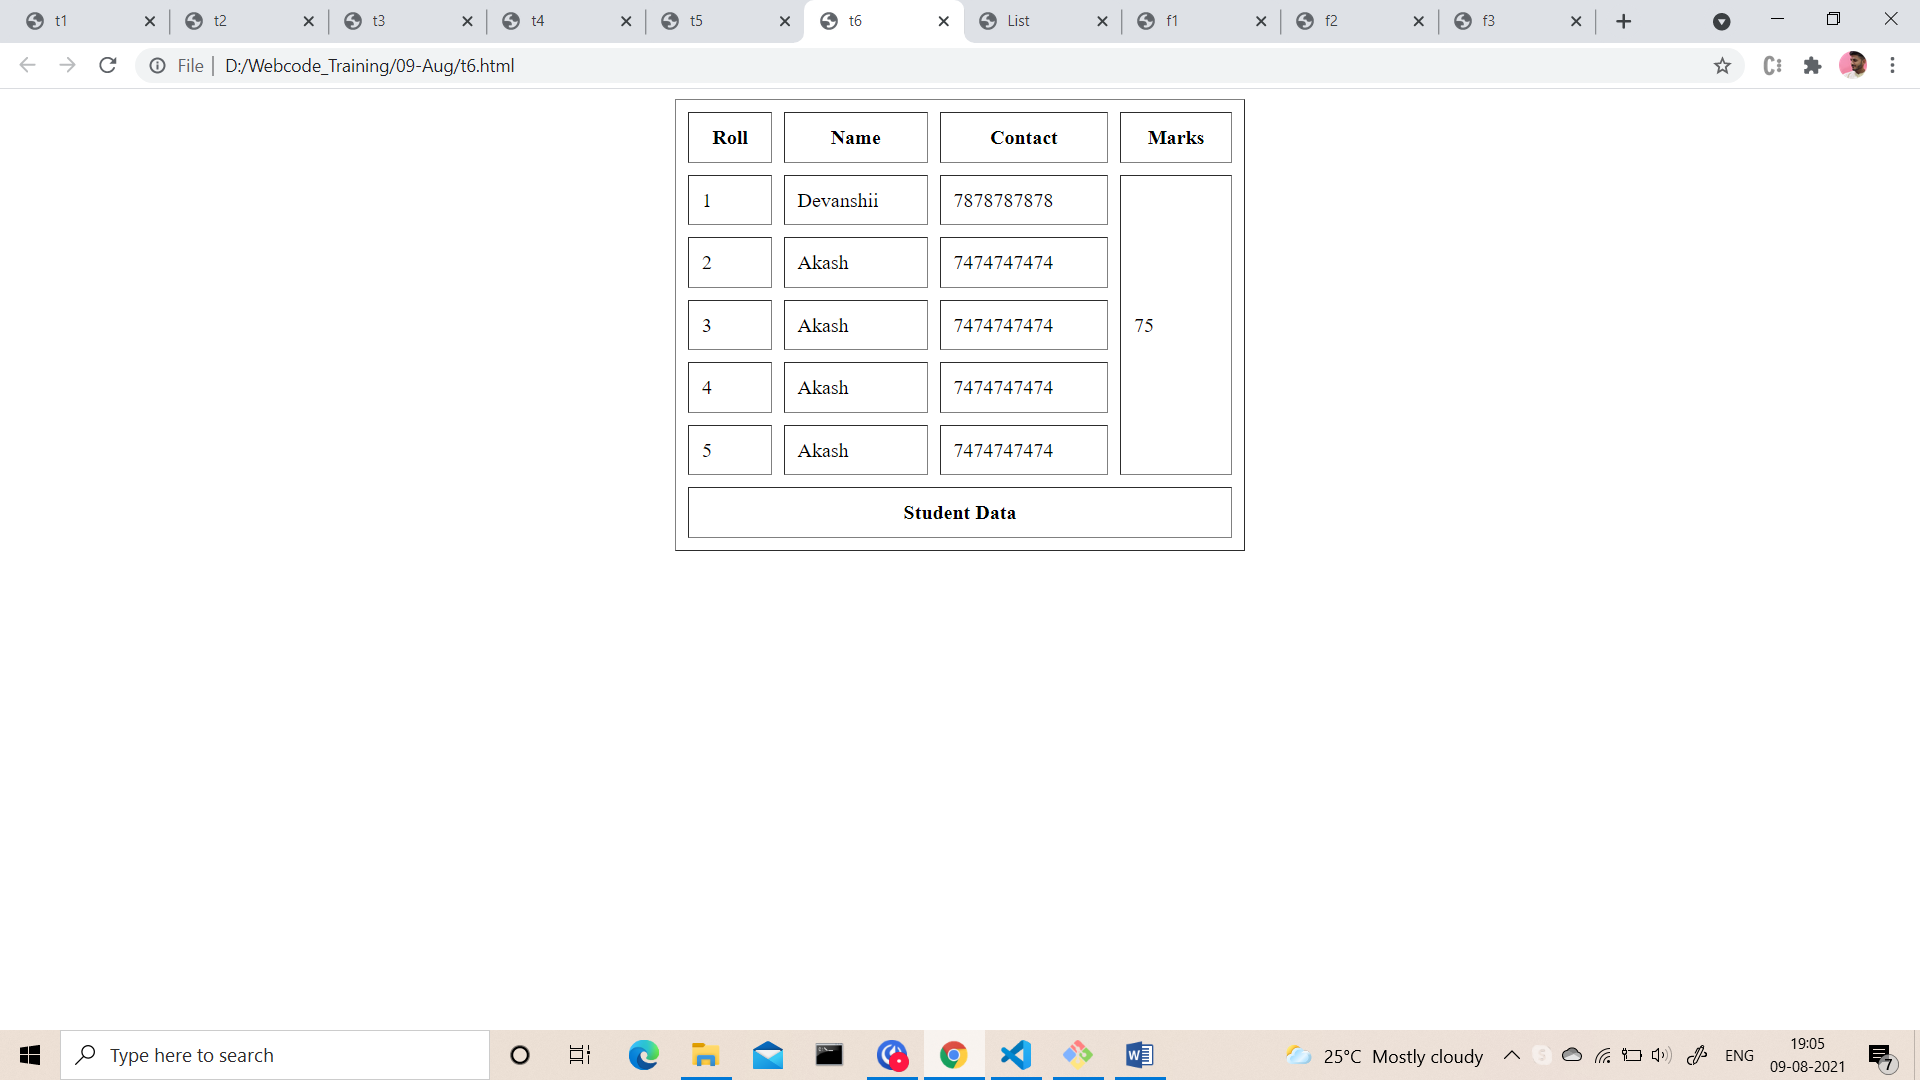 t1 t2 t3 t4 t5 t6 List f1 f2 f3
File D:/Webcode_Training/09-Aug/t6.html
Roll Name Contact Marks
1 Devanshii 7878787878
2 Akash 7474747474
3 Akash 7474747474 75
4 Akash 7474747474
5 Akash 7474747474
Student Data
Type here to search 25°C Mostly cloudy ENG 19:05
09-08-2021 7